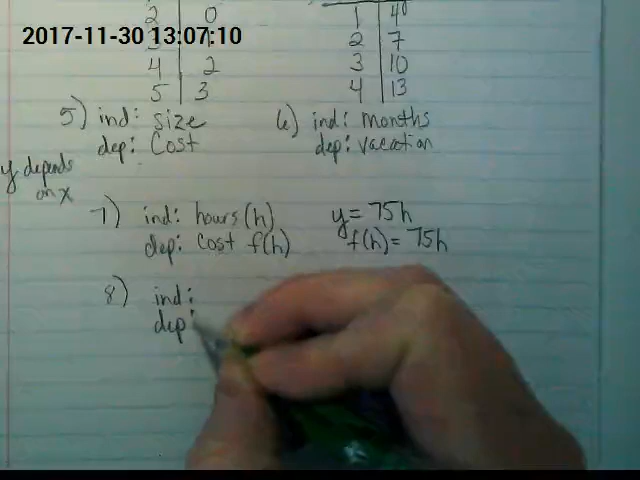 2 | 0
2017-11-30 13:07:10
4 | 2
5 | 3
1 | 4
2 | 7
3 | 10
4 | 13
5) ind: size
dep: Cost
6) ind: months
dep: vacation
y depends
on x
7) ind: hours (h)
dep: cost f(h)
y = 75h
f(h) = 75h
8) ind:
dep: